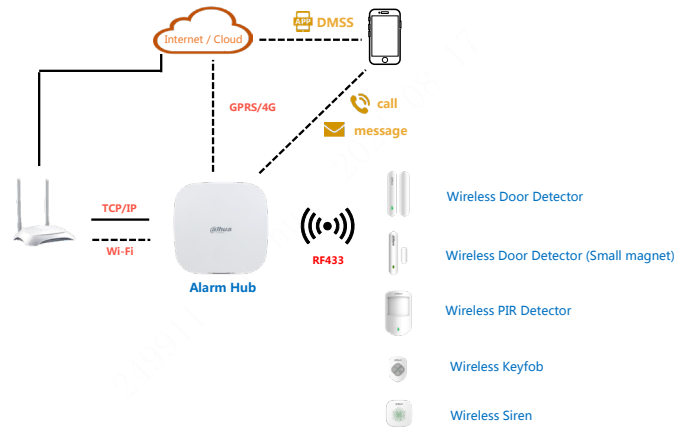 APP DMSS
Internet / Cloud
GPRS/4G
call
message
TCP/IP
Wi-Fi
alhua
RF433
Alarm Hub
Wireless Door Detector
Wireless Door Detector (Small magnet)
Wireless PIR Detector
Wireless Keyfob
Wireless Siren